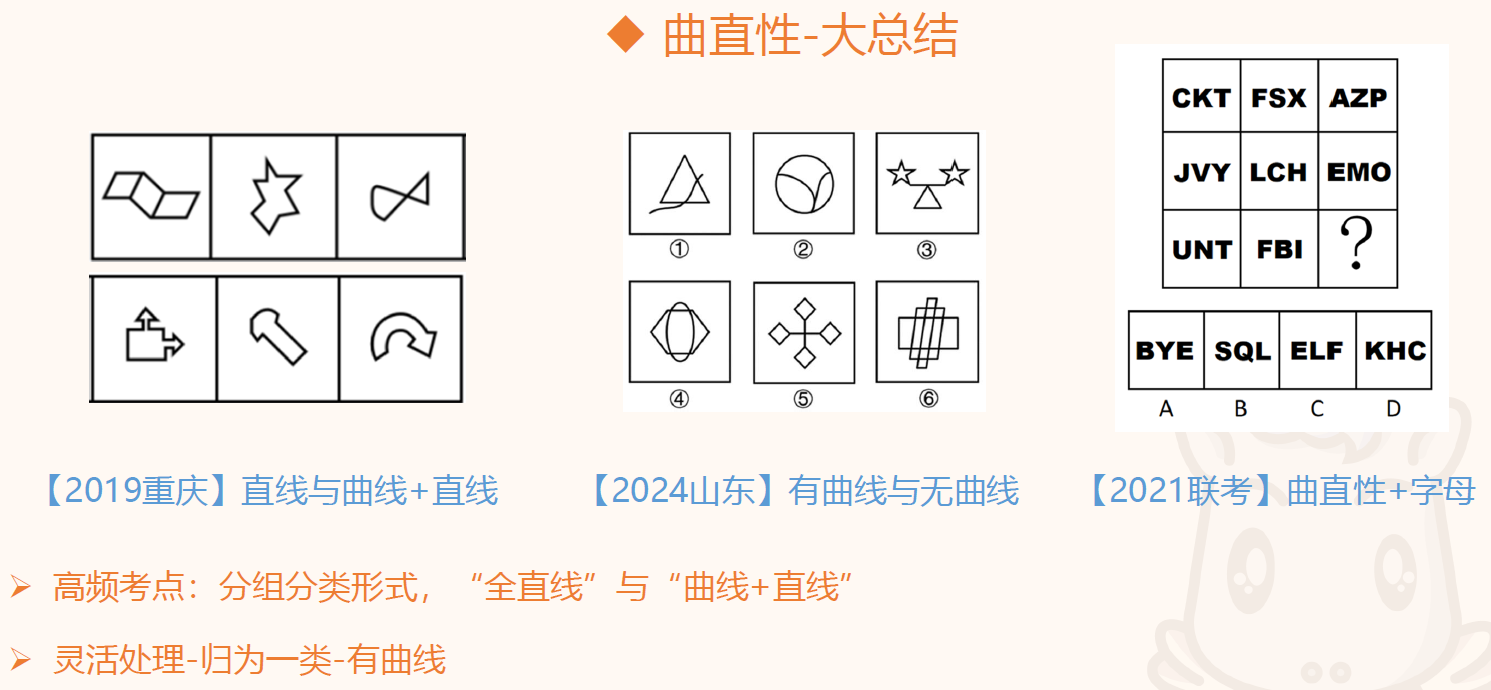 曲直性-大总结
①
②
③
④
⑤
⑥
CKT FSX AZP
JVY LCH EMO
UNT FBI ?
BYE SQL ELF KHC
A B C D
【2019重庆】直线与曲线+直线
【2024山东】有曲线与无曲线
【2021联考】曲直性+字母
高频考点：分组分类形式，“全直线”与“曲线+直线”
灵活处理-归为一类-有曲线